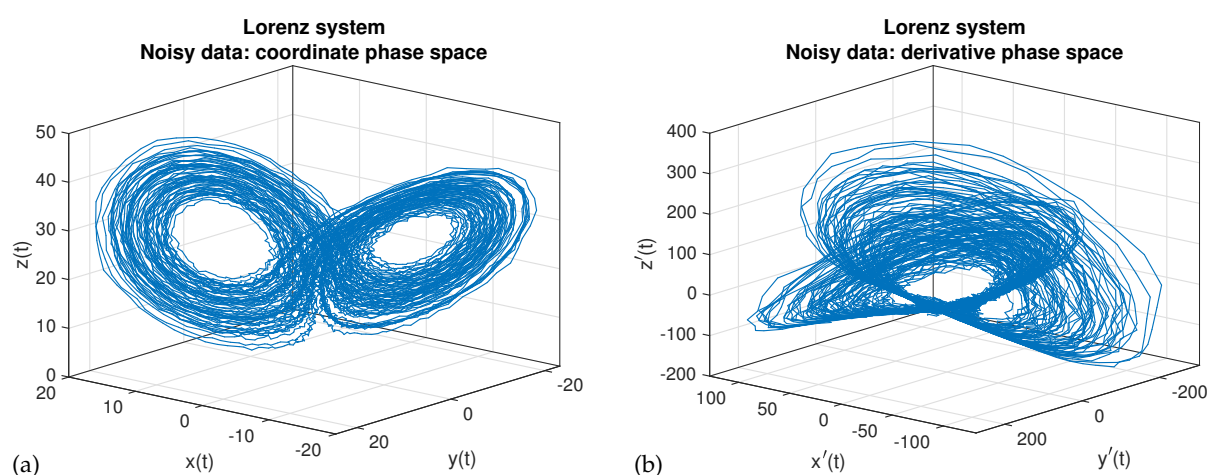 Lorenz system
Noisy data: coordinate phase space
50
40
30
20
10
0
z(t)
20
10
0
-10
-20
x(t)
20
0
-20
y(t)
(a)
Lorenz system
Noisy data: derivative phase space
400
300
200
100
0
-100
-200
z′(t)
100
50
0
-50
-100
x′(t)
200
0
-200
y′(t)
(b)